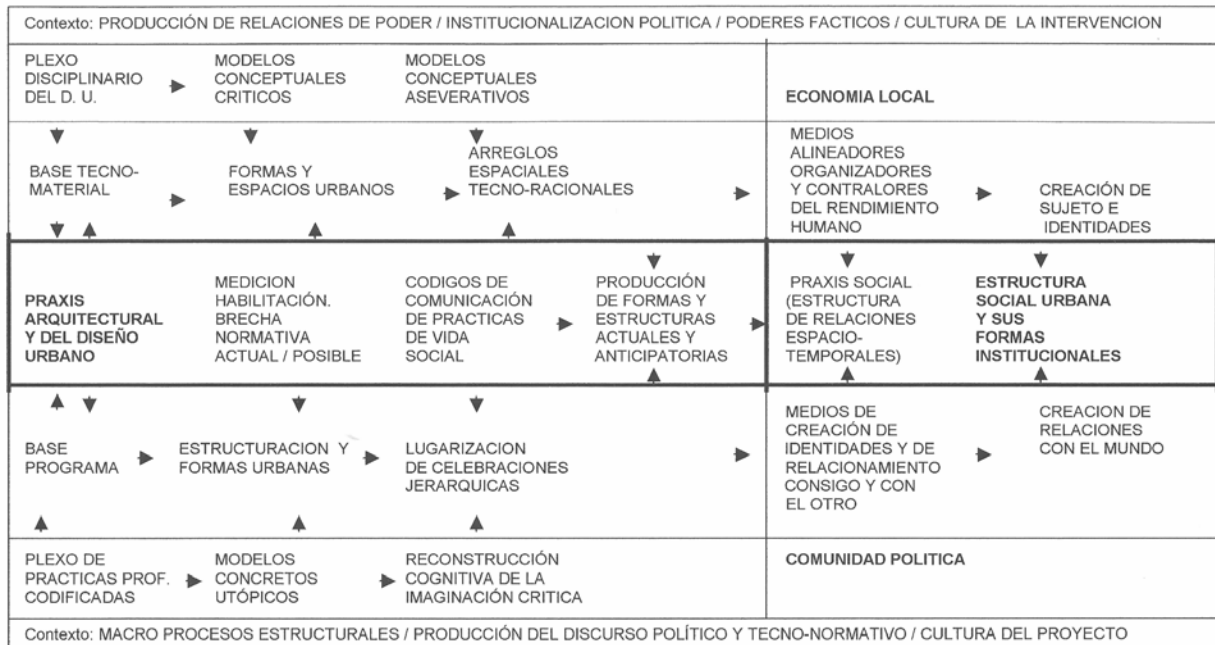 Contexto: PRODUCCIÓN DE RELACIONES DE PODER / INSTITUCIONALIZACION POLITICA / PODERES FACTICOS / CULTURA DE LA INTERVENCION
PLEXO
DISCIPLINARIO
DEL D. U.
MODELOS
CONCEPTUALES
CRITICOS
MODELOS
CONCEPTUALES
ASEVERATIVOS
ECONOMIA LOCAL
BASE TECNO-
MATERIAL
FORMAS Y
ESPACIOS URBANOS
ARREGLOS
ESPACIALES
TECNO-RACIONALES
MEDIOS
ALINEADORES
ORGANIZADORES
Y CONTRALORES
DEL RENDIMIENTO
HUMANO
CREACIÓN DE
SUJETO E
IDENTIDADES
PRAXIS
ARQUITECTURAL
Y DEL DISEÑO
URBANO
MEDICION
HABILITACIÓN.
BRECHA
NORMATIVA
ACTUAL / POSIBLE
CODIGOS DE
COMUNICACIÓN
DE PRACTICAS
DE VIDA
SOCIAL
PRODUCCIÓN
DE FORMAS Y
ESTRUCTURAS
ACTUALES Y
ANTICIPATORIAS
PRAXIS SOCIAL
(ESTRUCTURA
DE RELACIONES
ESPACIO-
TEMPORALES)
ESTRUCTURA
SOCIAL URBANA
Y SUS
FORMAS
INSTITUCIONALES
BASE
PROGRAMA
ESTRUCTURACION Y
FORMAS URBANAS
LUGARIZACION
DE CELEBRACIONES
JERARQUICAS
MEDIOS DE
CREACIÓN DE
IDENTIDADES Y DE
RELACIONAMIENTO
CONSIGO Y CON
EL OTRO
CREACION DE
RELACIONES
CON EL MUNDO
PLEXO DE
PRACTICAS PROF.
CODIFICADAS
MODELOS
CONCRETOS
UTÓPICOS
RECONSTRUCCIÓN
COGNITIVA DE LA
IMAGINACIÓN CRITICA
COMUNIDAD POLITICA
Contexto: MACRO PROCESOS ESTRUCTURALES / PRODUCCIÓN DEL DISCURSO POLÍTICO Y TECNO-NORMATIVO / CULTURA DEL PROYECTO